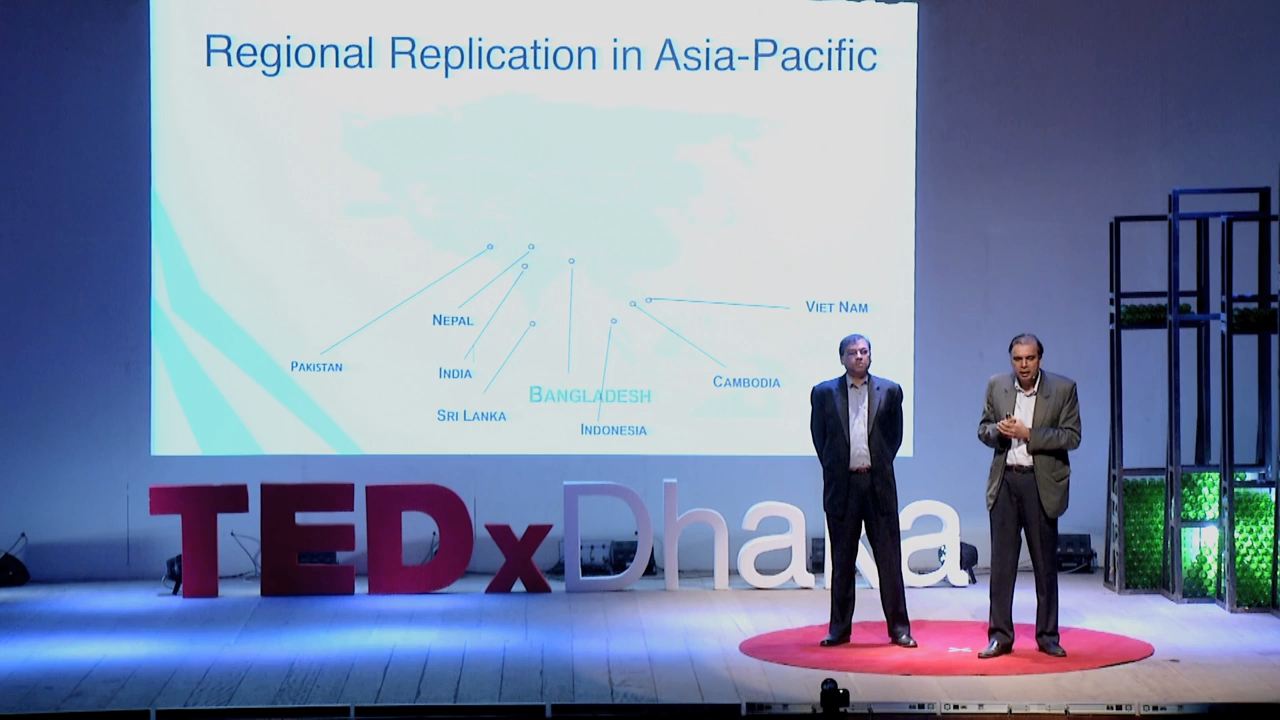 Regional Replication in Asia-Pacific
VIET NAM
NEPAL
PAKISTAN
INDIA
CAMBODIA
BANGLADESH
SRI LANKA
INDONESIA
TEDxDhaka